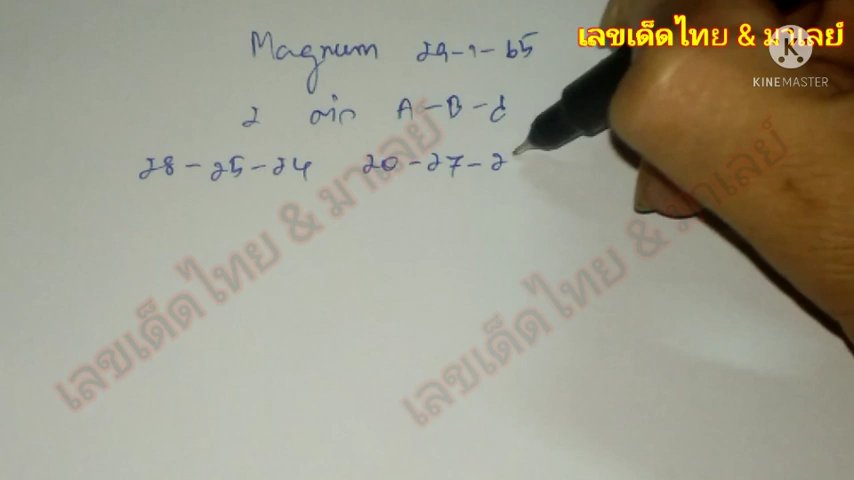 เลขเด็ดไทย & มาเลย์
KINEMASTER
Magnum 29-1-65
2 ตัว A-B-C
28-25-24 20-27-2
เลขเด็ดไทย & มาเลย์
เลขเด็ดไทย & มาเลย์